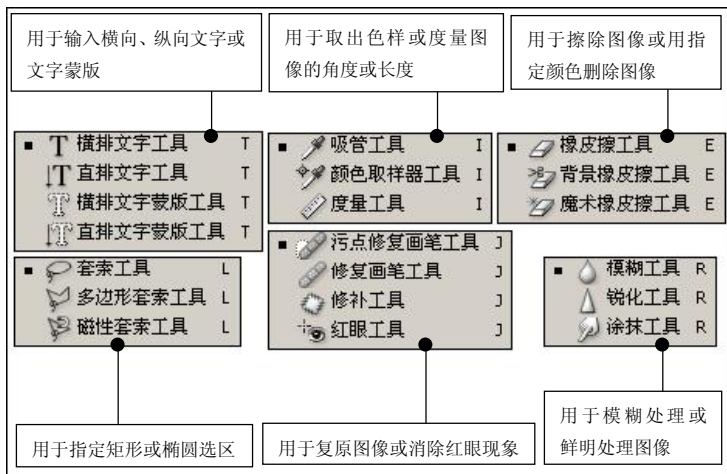 用于输入横向、纵向文字或
文字蒙版
用于取出色样或度量图
像的角度或长度
用于擦除图像或用指
定颜色删除图像
T 横排文字工具 T
T 直排文字工具 T
T 横排文字蒙版工具 T
T 直排文字蒙版工具 T
吸管工具 I
颜色取样器工具 I
度量工具 I
橡皮擦工具 E
背景橡皮擦工具 E
魔术橡皮擦工具 E
套索工具 L
多边形套索工具 L
磁性套索工具 L
污点修复画笔工具 J
修复画笔工具 J
修补工具 J
红眼工具 J
模糊工具 R
锐化工具 R
涂抹工具 R
用于指定矩形或椭圆选区
用于复原图像或消除红眼现象
用于模糊处理或
鲜明处理图像